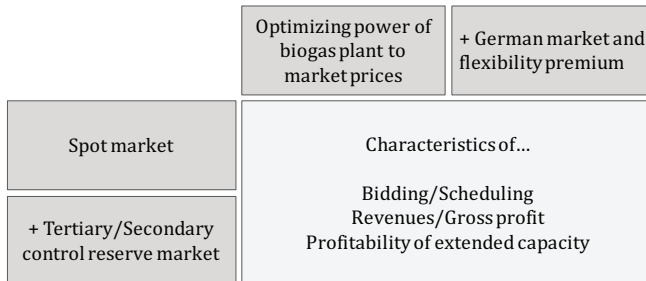 Optimizing power of
biogas plant to
market prices
+ German market and
flexibility premium
Spot market
+ Tertiary/Secondary
control reserve market
Characteristics of...
Bidding/Scheduling
Revenues/Gross profit
Profitability of extended capacity